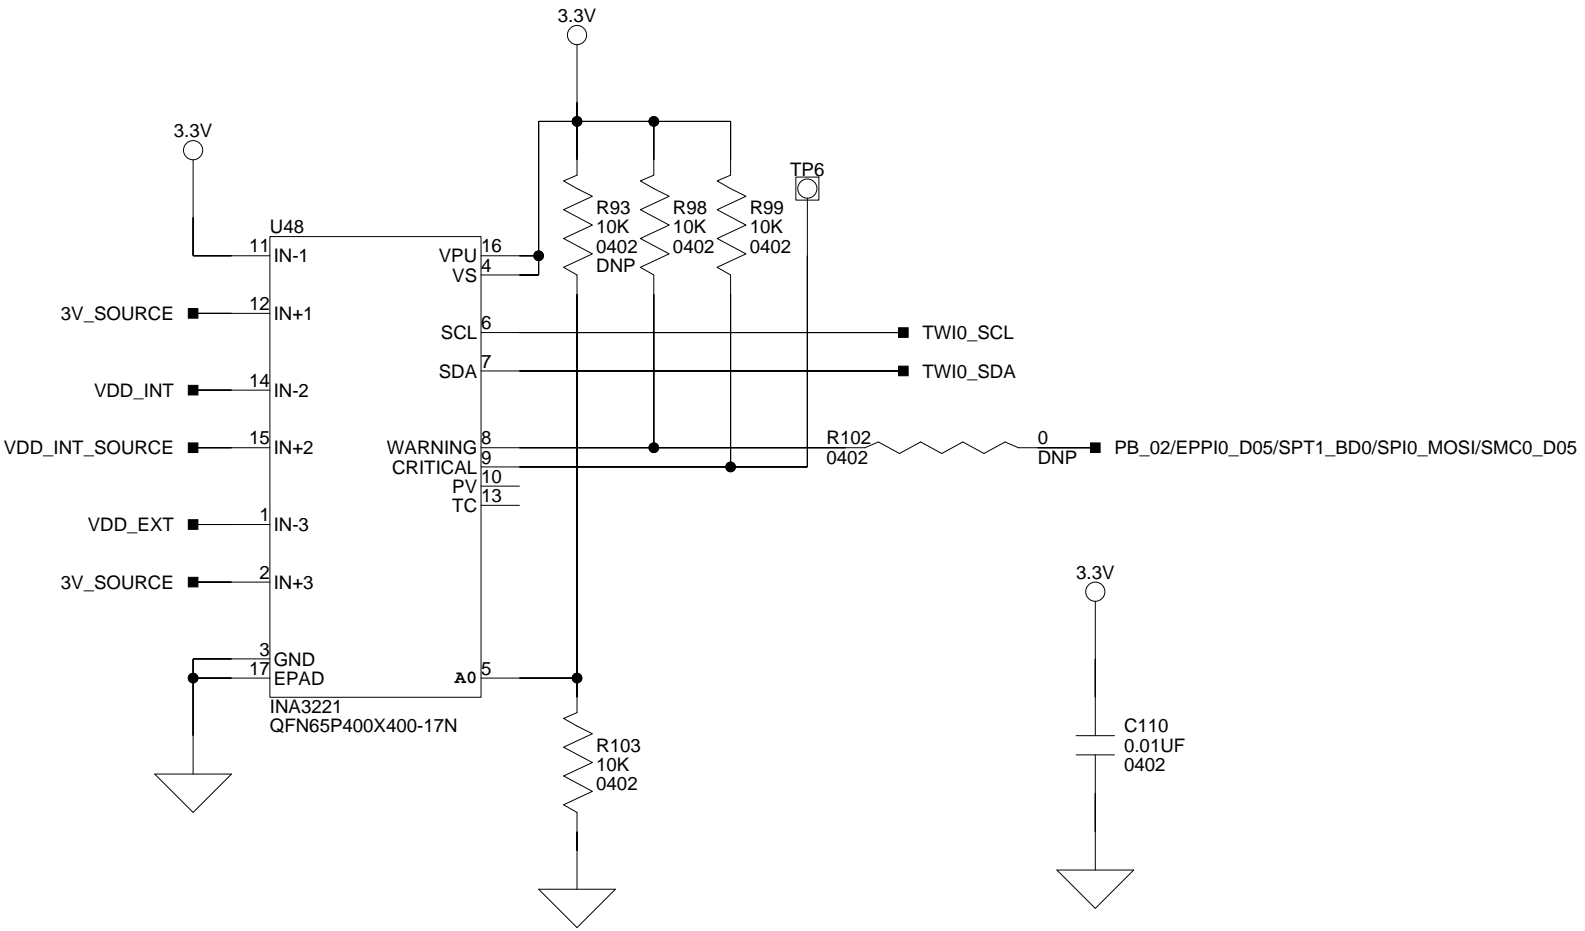 3.3V
3.3V
TP6
R93
10K
0402
DNP
R98
10K
0402
R99
10K
0402
U48
11 IN-1
12 IN+1
14 IN-2
15 IN+2
1 IN-3
2 IN+3
3 GND
17 EPAD
VPU 16
VS 4
SCL 6
SDA 7
WARNING 8
CRITICAL 9
PV 10
TC 13
A0 5
3V_SOURCE
VDD_INT
VDD_INT_SOURCE
VDD_EXT
3V_SOURCE
TWI0_SCL
TWI0_SDA
R102
0402
0
DNP
PB_02/EPPI0_D05/SPT1_BD0/SPI0_MOSI/SMC0_D05
INA3221
QFN65P400X400-17N
R103
10K
0402
3.3V
C110
0.01UF
0402